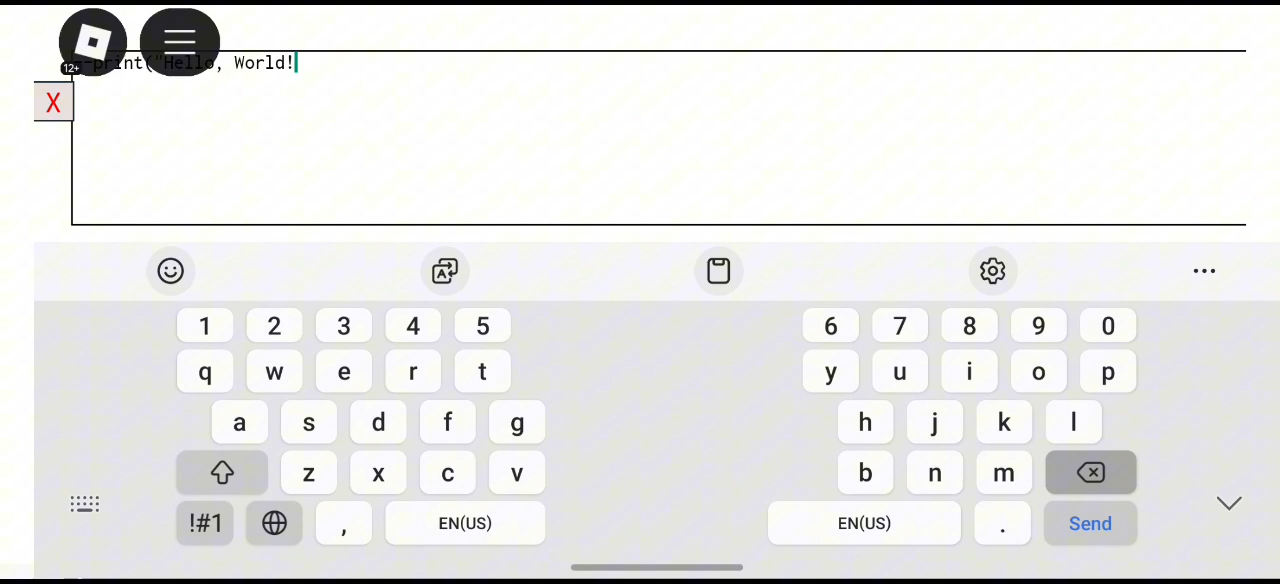 12+
--print("Hello, World!
X
1 2 3 4 5 6 7 8 9 0
q w e r t y u i o p
a s d f g h j k l
z x c v b n m
!#1 , EN(US) EN(US) . Send